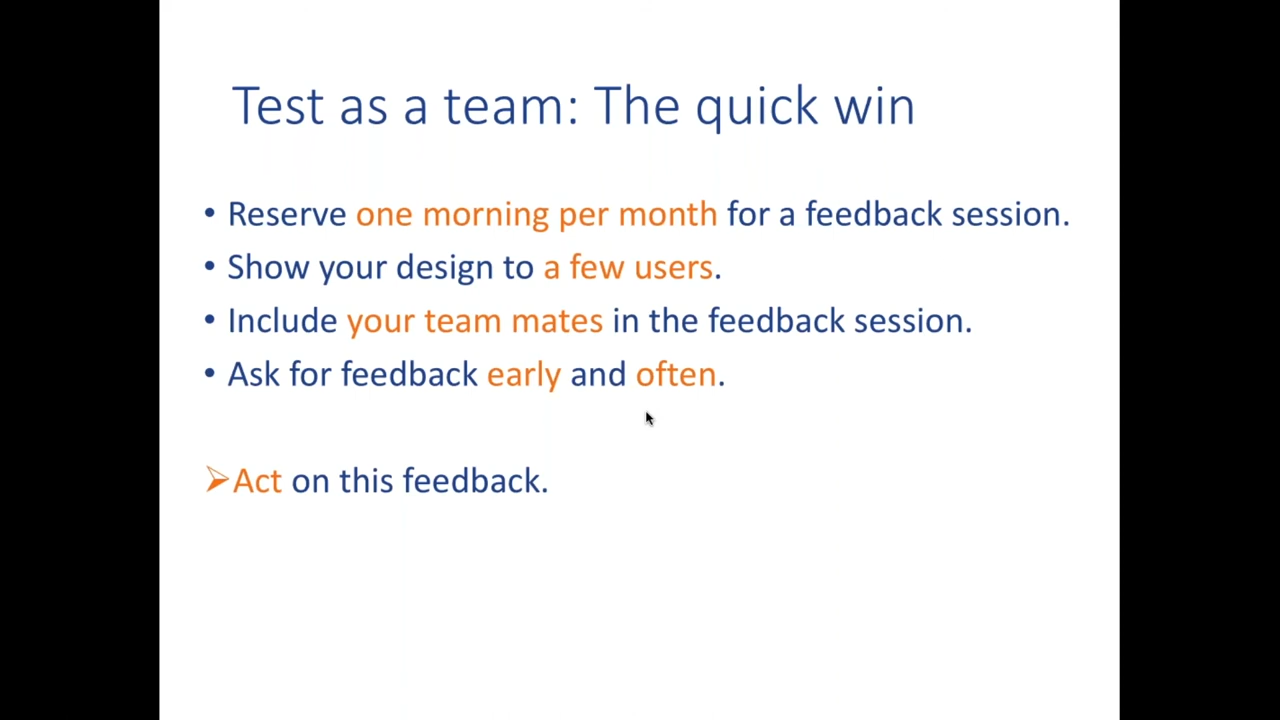 Test as a team: The quick win
• Reserve one morning per month for a feedback session.
• Show your design to a few users.
• Include your team mates in the feedback session.
• Ask for feedback early and often.
➢Act on this feedback.